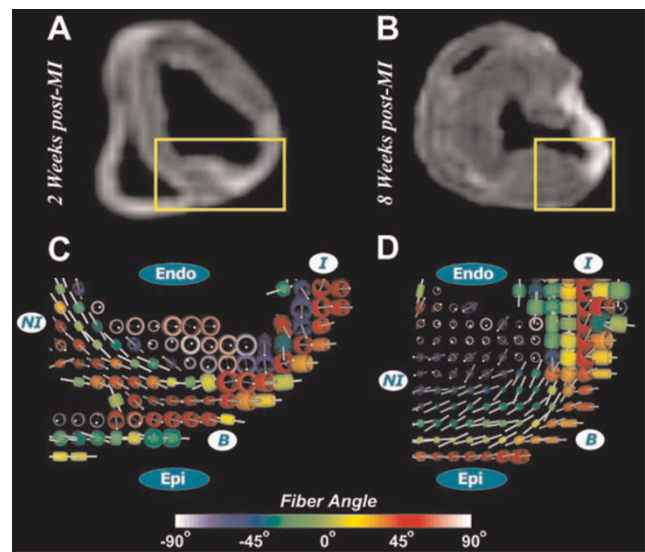 A
B
2 Weeks post-MI
8 Weeks post-MI
C
D
Endo
I
Endo
I
NI
NI
B
B
Epi
Epi
Fiber Angle
-90° -45° 0° 45° 90°